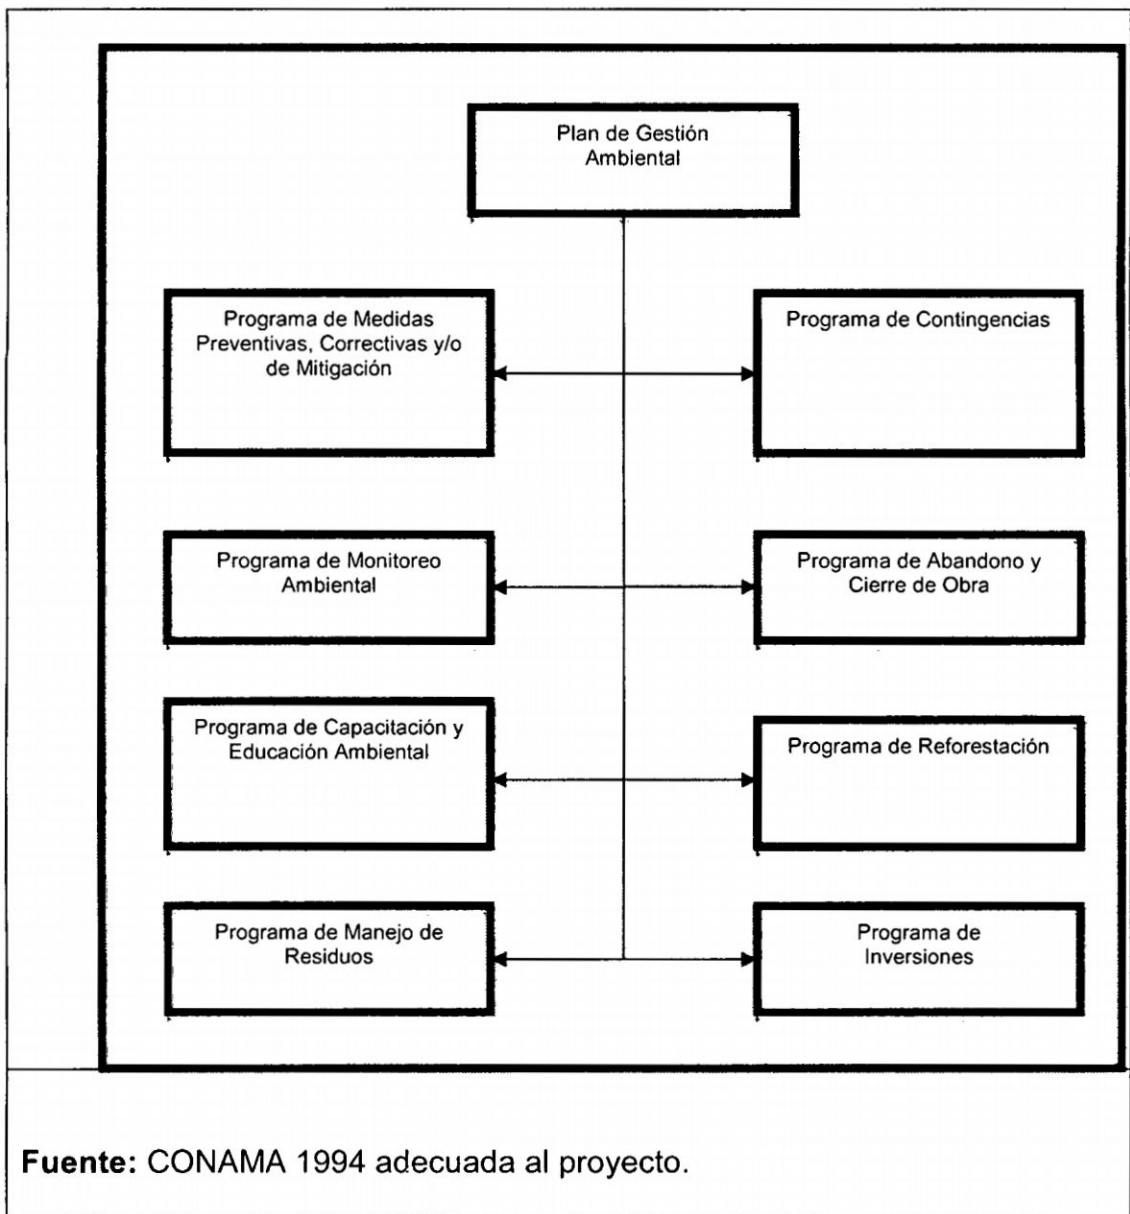 Plan de Gestión
Ambiental
Programa de Medidas
Preventivas, Correctivas y/o
de Mitigación
Programa de Contingencias
Programa de Monitoreo
Ambiental
Programa de Abandono y
Cierre de Obra
Programa de Capacitación y
Educación Ambiental
Programa de Reforestación
Programa de Manejo de
Residuos
Programa de
Inversiones
Fuente: CONAMA 1994 adecuada al proyecto.